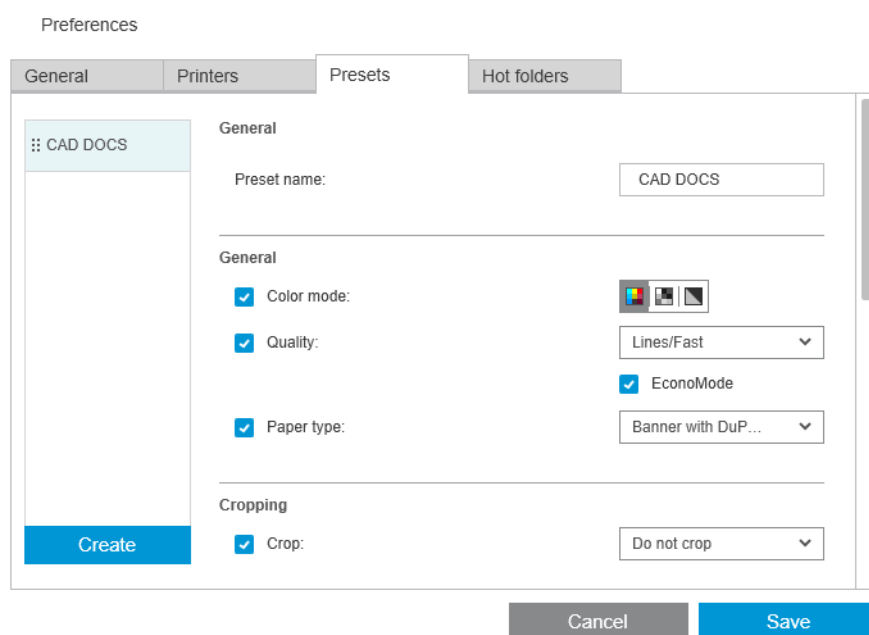 Preferences
General Printers Presets Hot folders
CAD DOCS
General
Preset name: CAD DOCS
General
Color mode:
Quality: Lines/Fast
EconoMode
Paper type: Banner with DuP...
Cropping
Crop: Do not crop
Create
Cancel Save